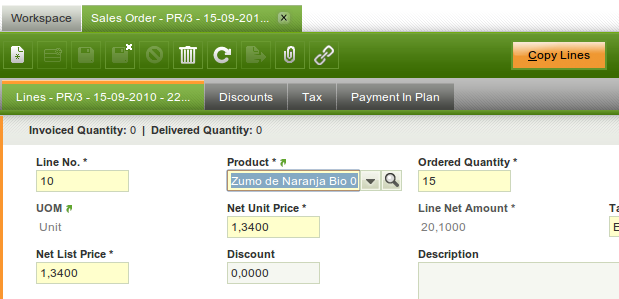 Workspace
Sales Order - PR/3 - 15-09-201...
Copy Lines
Lines - PR/3 - 15-09-2010 - 22...
Discounts
Tax
Payment In Plan
Invoiced Quantity: 0 | Delivered Quantity: 0
Line No. *
Product *
Ordered Quantity *
10
Zumo de Naranja Bio 0
15
UOM
Net Unit Price *
Line Net Amount *
Unit
1,3400
20,1000
Net List Price *
Discount
Description
1,3400
0,0000